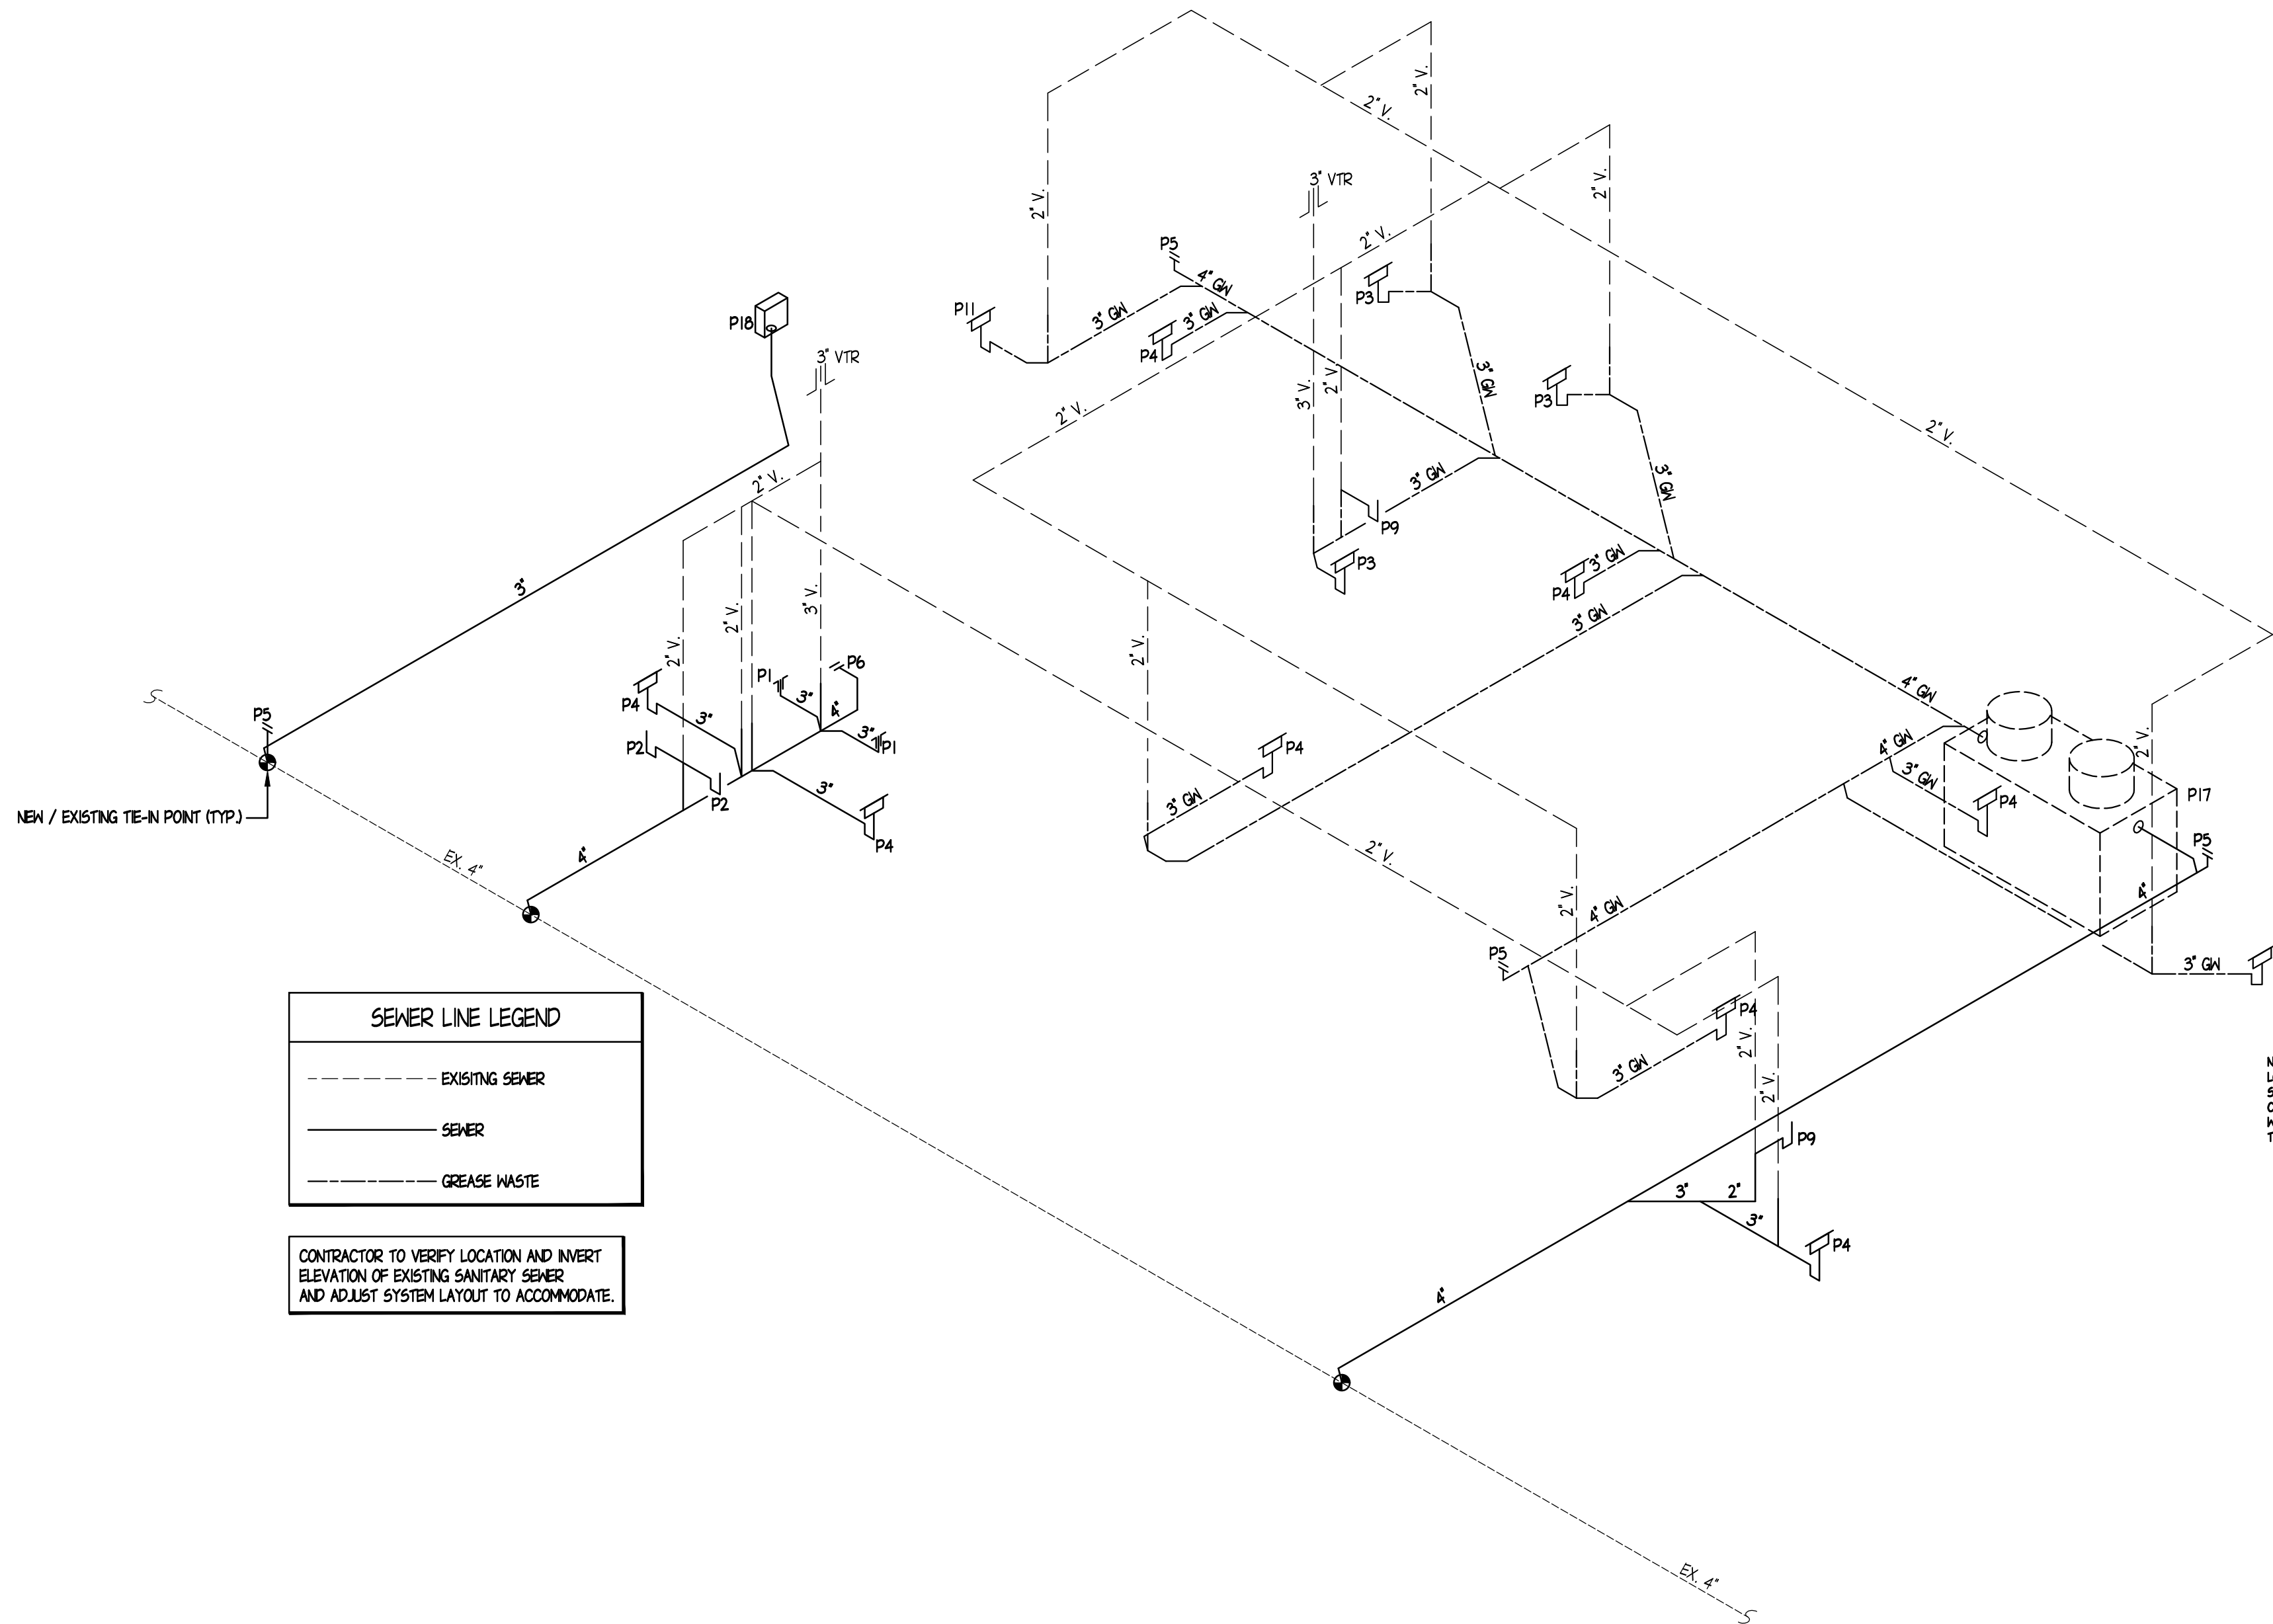 2" V.
2" V.
2" V.
2" V.
3" VTR
2" V.
P5
4" GW
P3
P11
3" GW
3" GW
P4
P18
3" VTR
3" GW
P3
3" V.
2" V.
2" V.
2" V.
3" GW
3" GW
2" V.
P9
P3
3" GW
P4
3"
3" V.
2" V.
3" GW
2" V.
2" V.
P1
P6
3"
4"
P4
3"
3"
P1
P2
P2
3"
P4
S
P5
NEW / EXISTING TIE-IN POINT (TYP.)
4" GW
4" GW
2" V.
3" GW
P4
P17
P4
3" GW
P5
4"
EX. 4"
4"
2" V.
2" V.
4" GW
P5
3" GW
P4
2" V.
3" GW
2" V.
P9
3"
2"
3"
P4
4"
SEWER LINE LEGEND
EXISITNG SEWER
SEWER
GREASE WASTE
CONTRACTOR TO VERIFY LOCATION AND INVERT
ELEVATION OF EXISTING SANITARY SEWER
AND ADJUST SYSTEM LAYOUT TO ACCOMMODATE.
EX. 4"
S